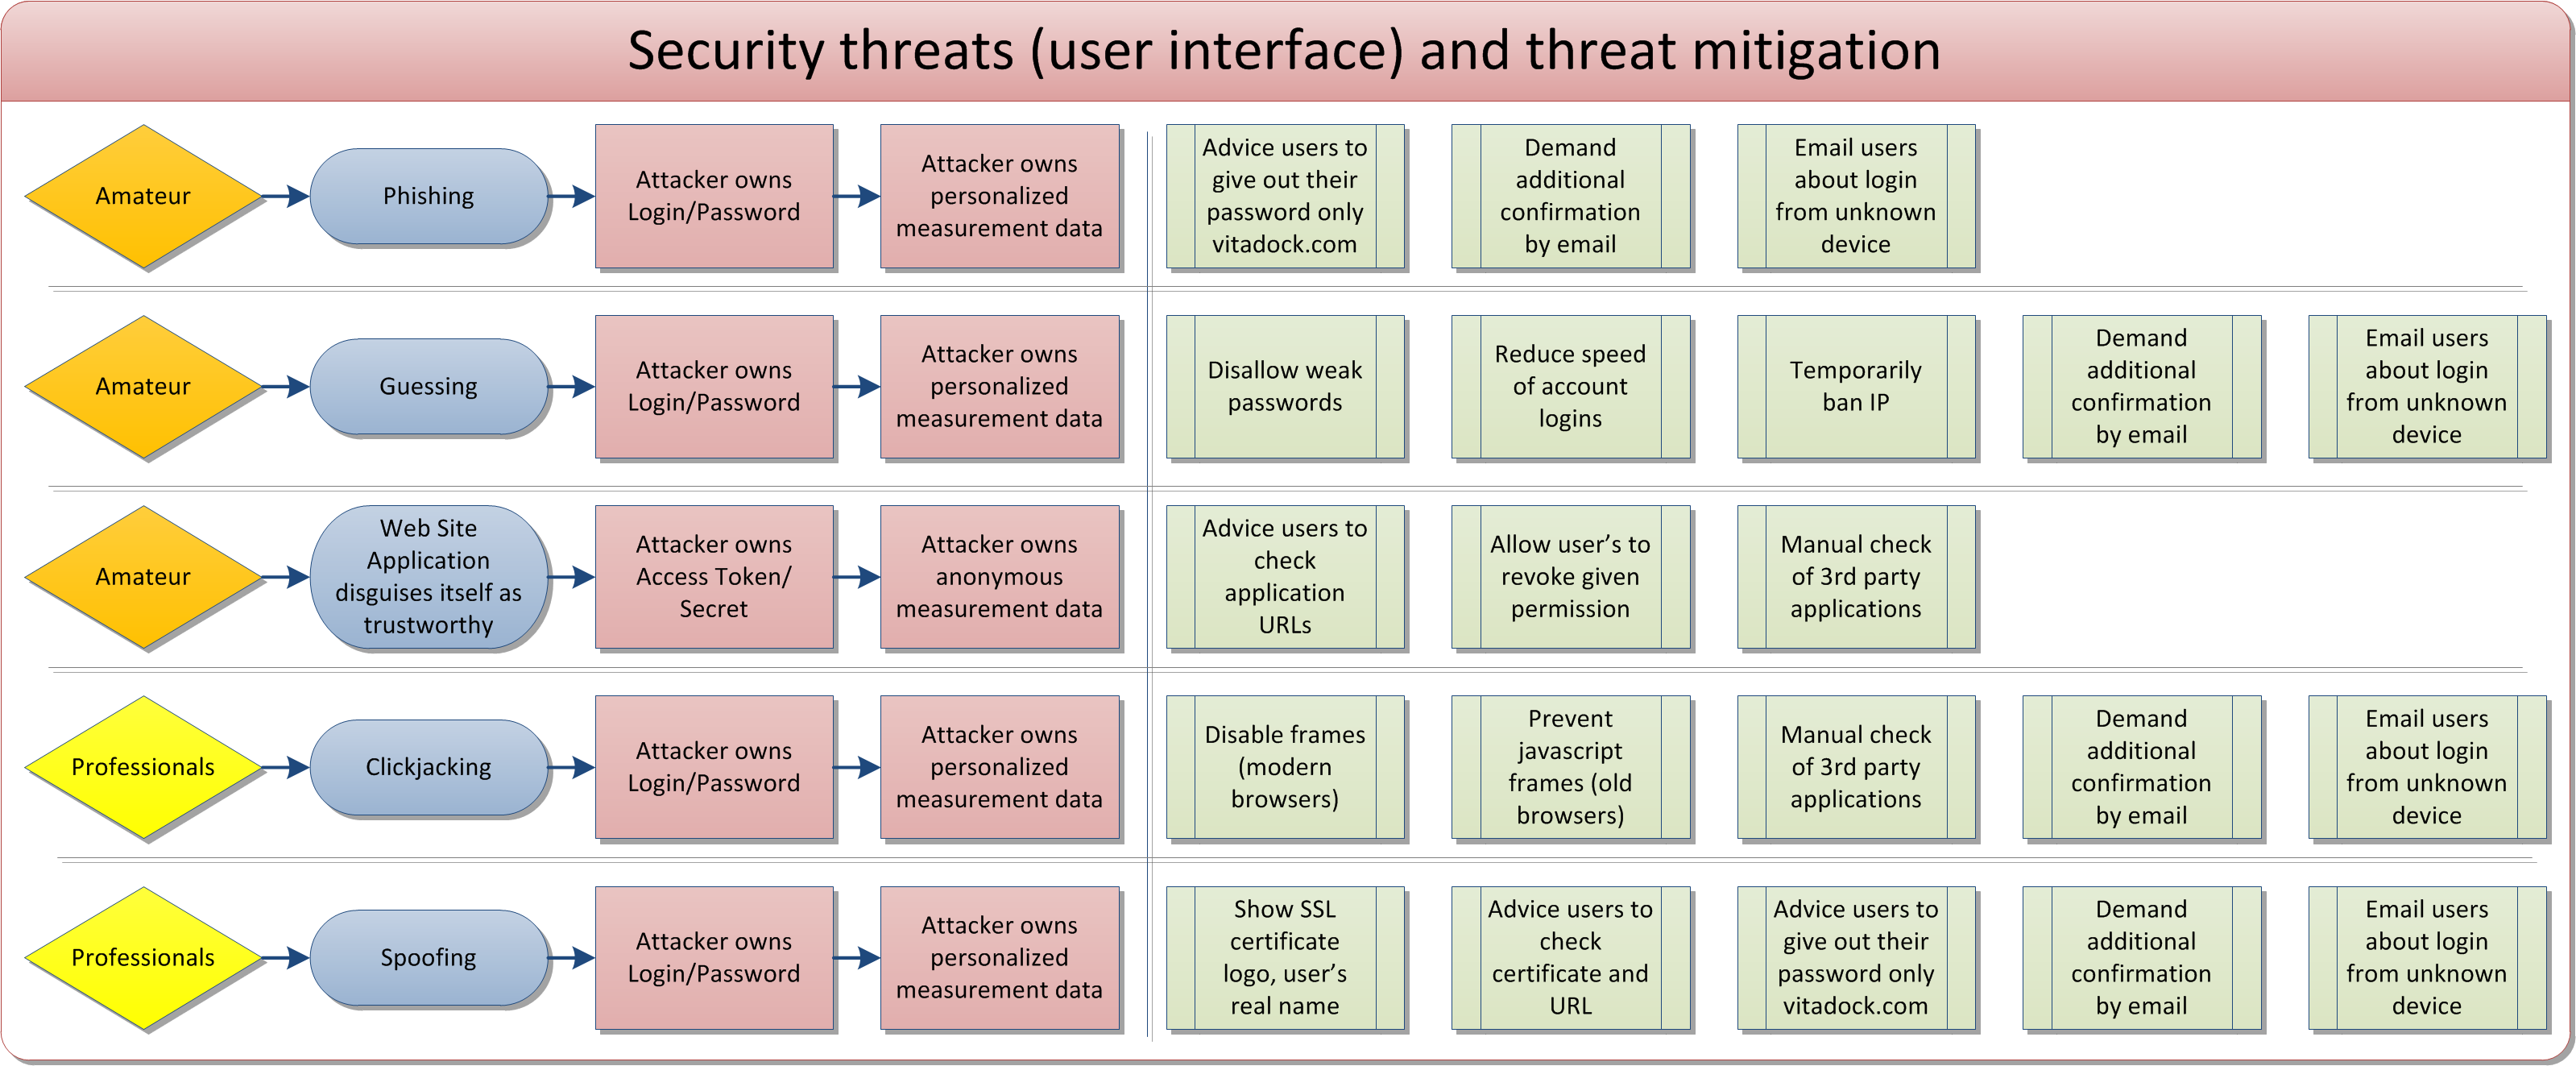 Security threats (user interface) and threat mitigation
Amateur
Phishing
Attacker owns
Login/Password
Attacker owns
personalized
measurement data
Advice users to
give out their
password only
vitadock.com
Demand
additional
confirmation
by email
Email users
about login
from unknown
device
Amateur
Guessing
Attacker owns
Login/Password
Attacker owns
personalized
measurement data
Disallow weak
passwords
Reduce speed
of account
logins
Temporarily
ban IP
Demand
additional
confirmation
by email
Email users
about login
from unknown
device
Amateur
Web Site
Application
disguises itself as
trustworthy
Attacker owns
Access Token/
Secret
Attacker owns
anonymous
measurement data
Advice users to
check
application
URLs
Allow user’s to
revoke given
permission
Manual check
of 3rd party
applications
Professionals
Clickjacking
Attacker owns
Login/Password
Attacker owns
personalized
measurement data
Disable frames
(modern
browsers)
Prevent
javascript
frames (old
browsers)
Manual check
of 3rd party
applications
Demand
additional
confirmation
by email
Email users
about login
from unknown
device
Professionals
Spoofing
Attacker owns
Login/Password
Attacker owns
personalized
measurement data
Show SSL
certificate
logo, user’s
real name
Advice users to
check
certificate and
URL
Advice users to
give out their
password only
vitadock.com
Demand
additional
confirmation
by email
Email users
about login
from unknown
device